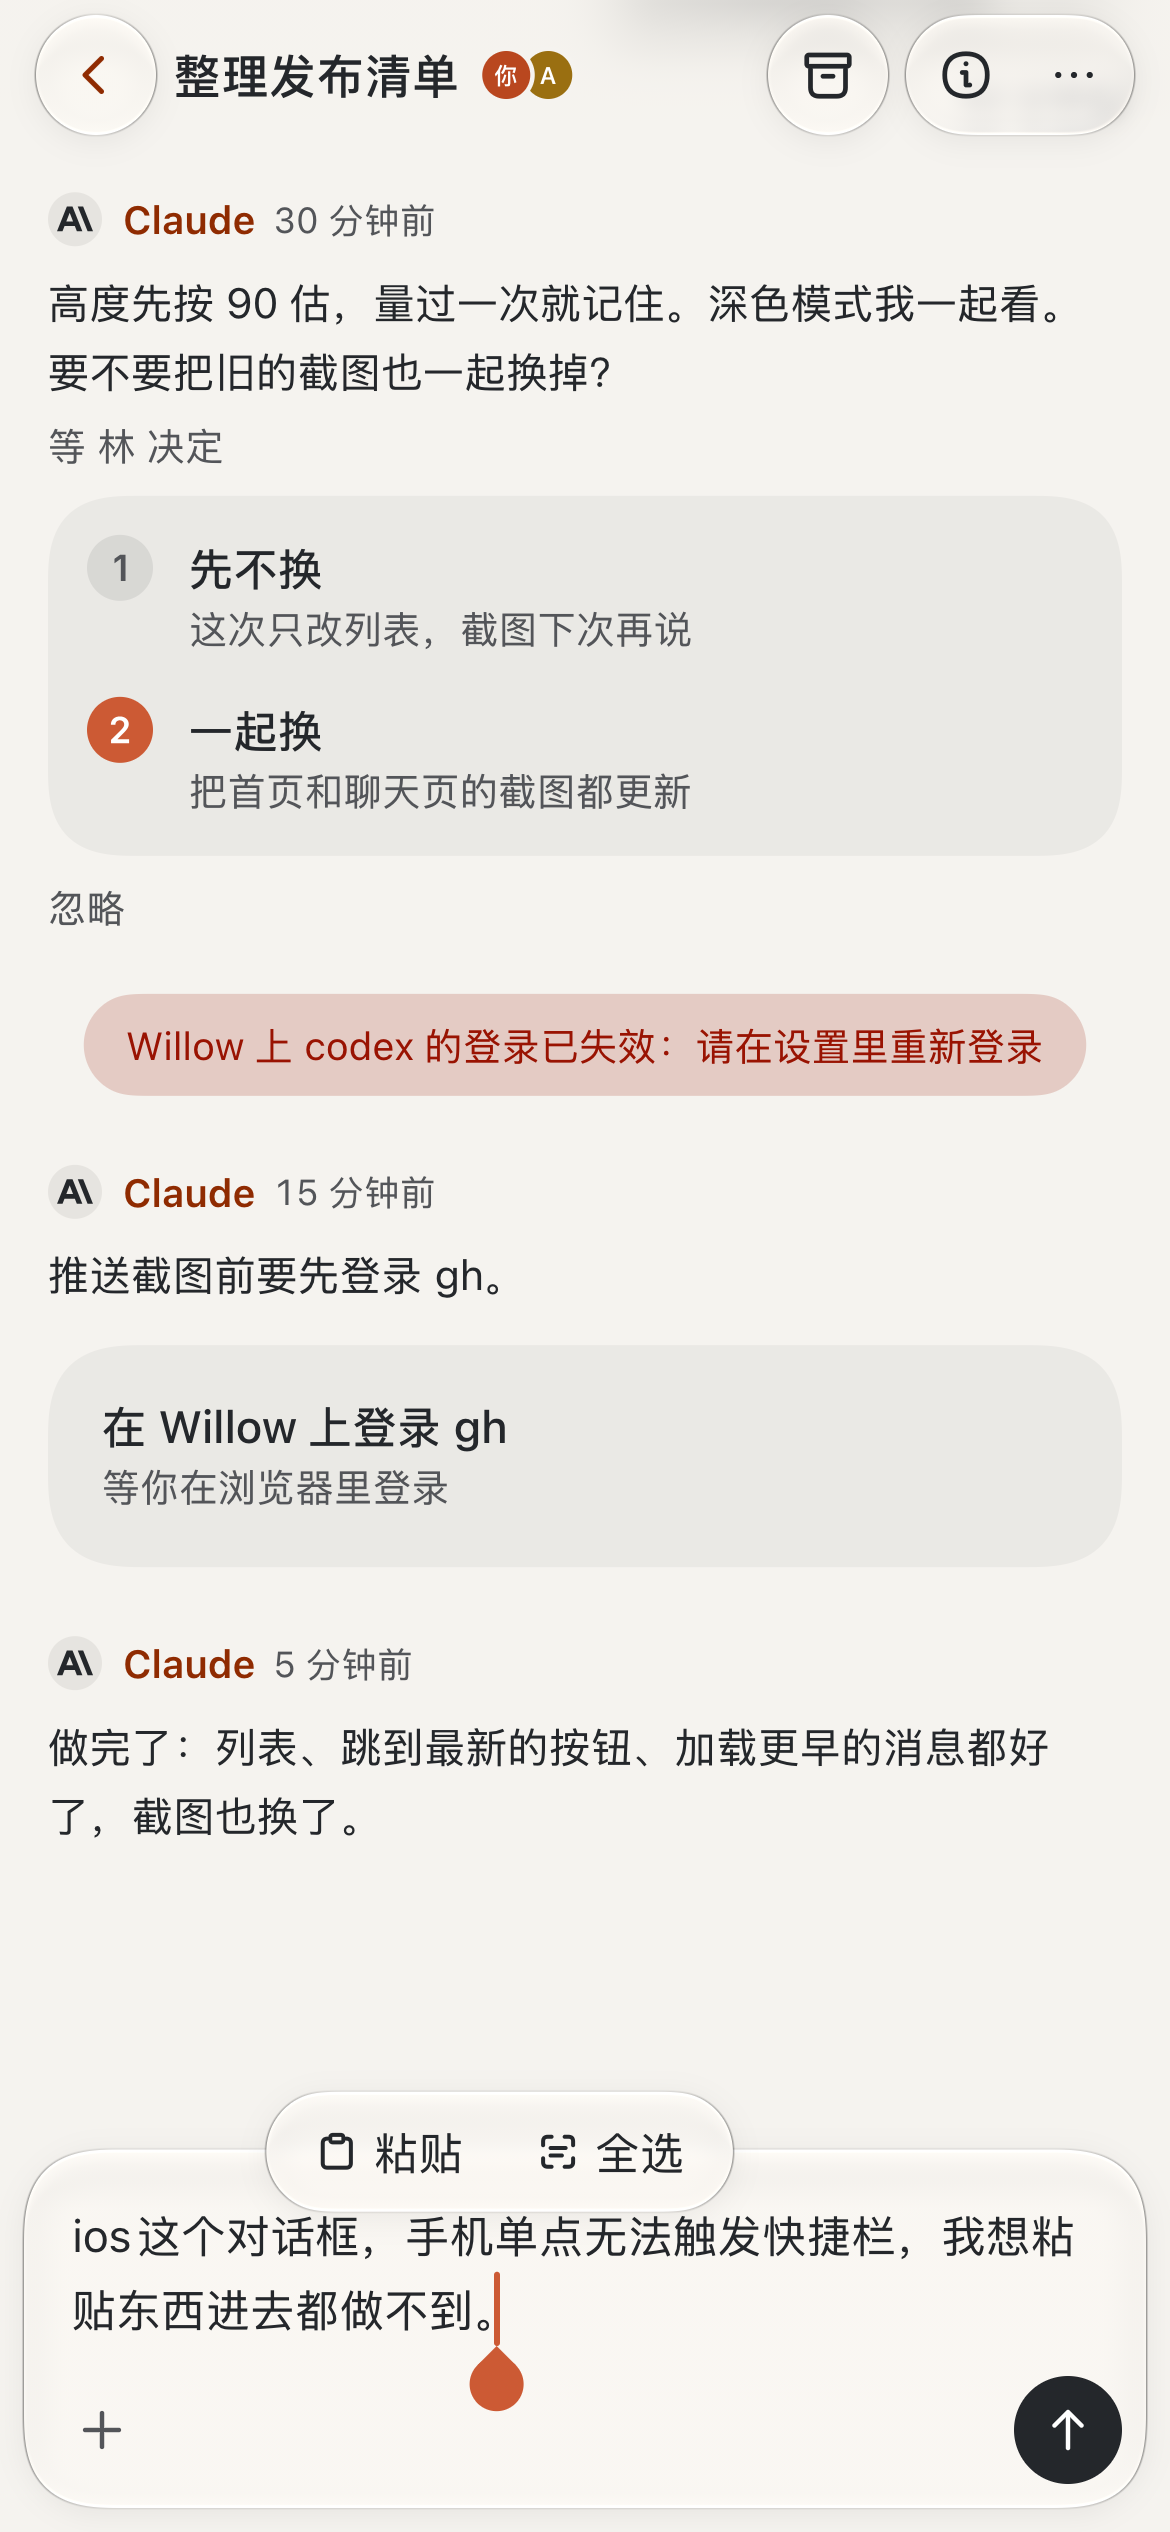 整理发布清单 你 A
Claude 30 分钟前
高度先按 90 估，量过一次就记住。深色模式我一起看。
要不要把旧的截图也一起换掉?
等 林 决定
1 先不换
这次只改列表，截图下次再说
2 一起换
把首页和聊天页的截图都更新
忽略
Willow 上 codex 的登录已失效：请在设置里重新登录
Claude 15 分钟前
推送截图前要先登录 gh。
在 Willow 上登录 gh
等你在浏览器里登录
Claude 5 分钟前
做完了：列表、跳到最新的按钮、加载更早的消息都好
了，截图也换了。
粘贴 全选
ios这个对话框，手机单点无法触发快捷栏，我想粘
贴东西进去都做不到。